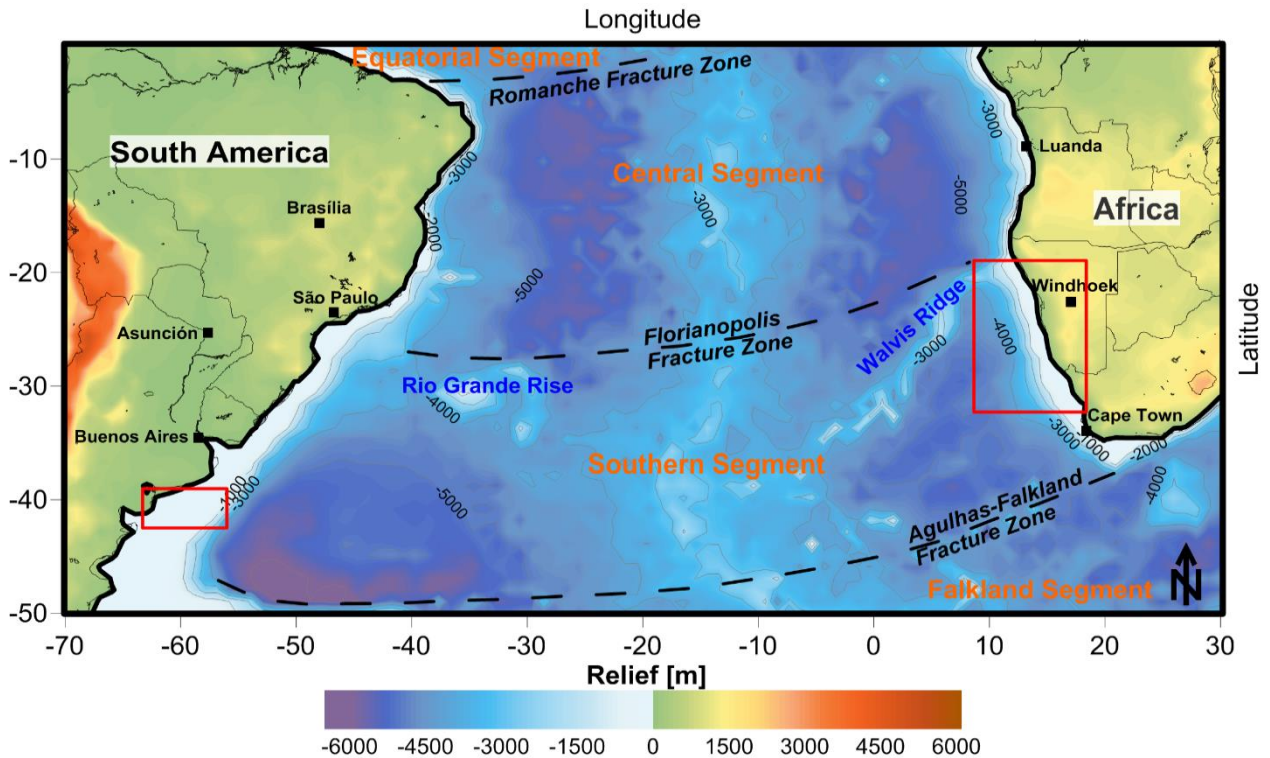 Longitude
Equatorial Segment
Romanche Fracture Zone
South America
-3000
-3000
Luanda
-10
Central Segment
-3000
-5000
Africa
Brasília
-2000
-20
-5000
São Paulo
Windhoek
Asunción
Walvis Ridge
-4000
Florianopolis
Fracture Zone
-3000
Latitude
-30
Rio Grande Rise
-4000
Cape Town
Buenos Aires
-3000
-1000
-2000
Southern Segment
-4000
-3000
-40
-5000
Agulhas-Falkland
Fracture Zone
Falkland Segment
N
-50
-70 -60 -50 -40 -30 -20 -10 0 10 20 30
Relief [m]
-6000 -4500 -3000 -1500 0 1500 3000 4500 6000